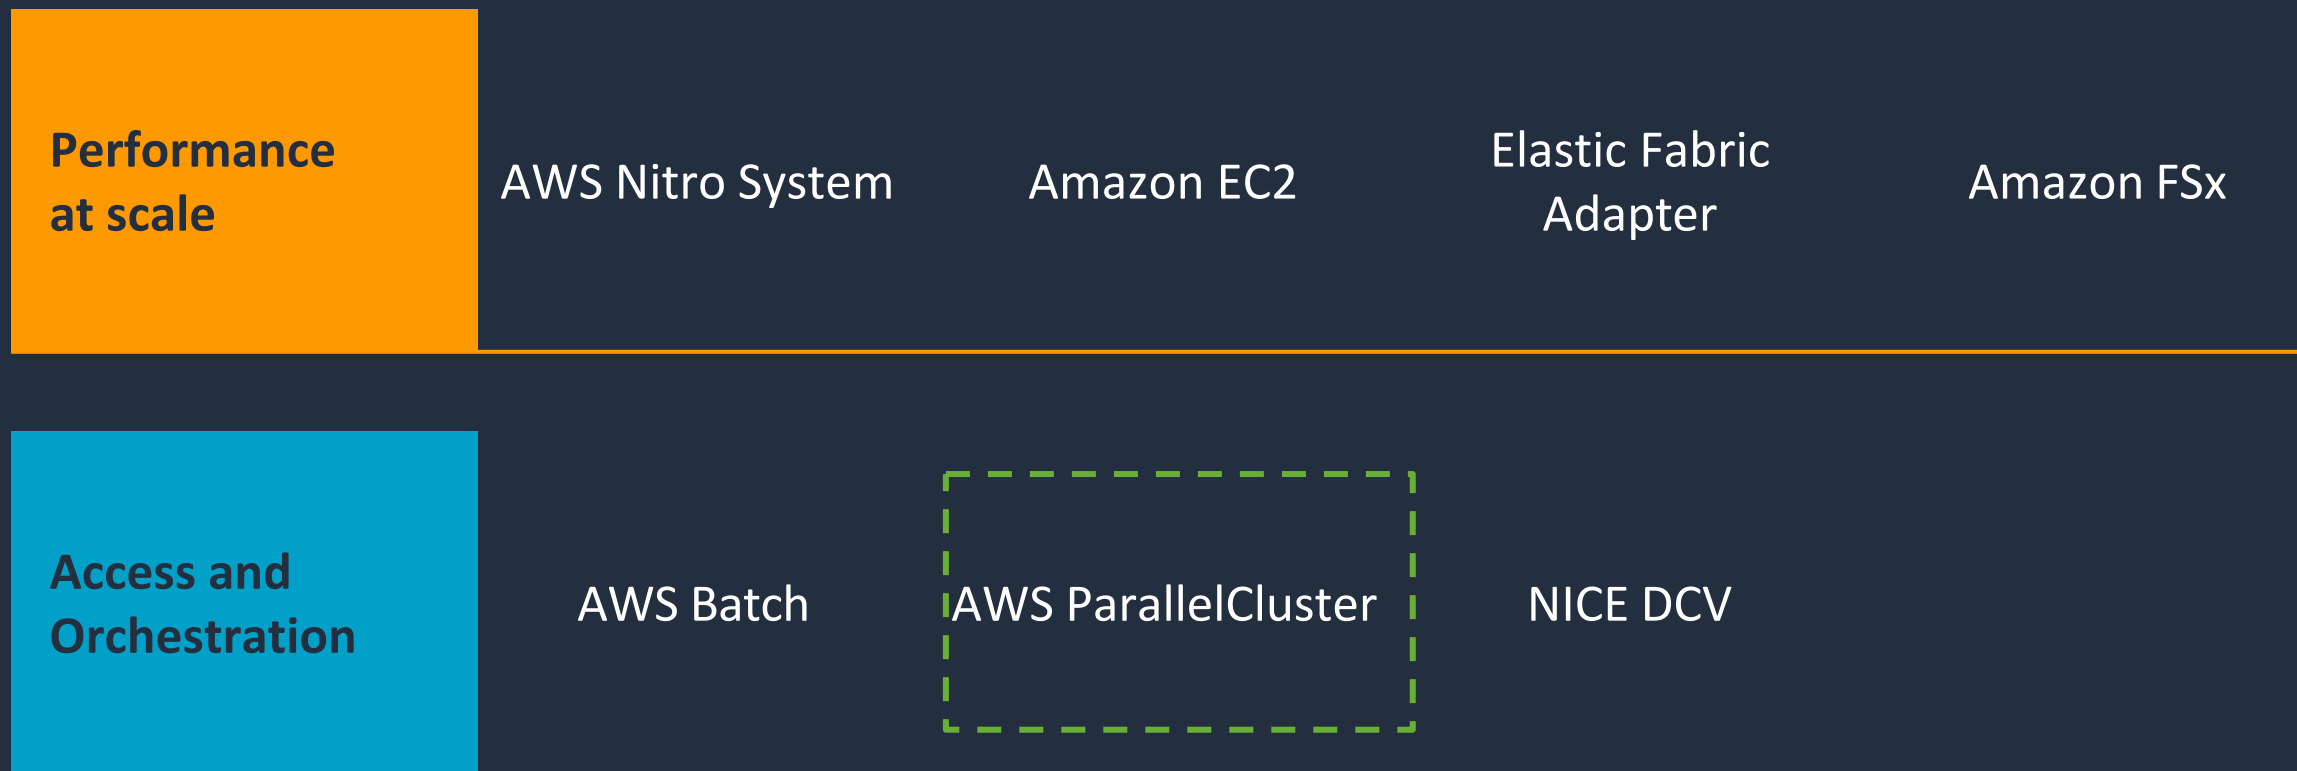 Performance
at scale
AWS Nitro System
Amazon EC2
Elastic Fabric
Adapter
Amazon FSx
Access and
Orchestration
AWS Batch
AWS ParallelCluster
NICE DCV